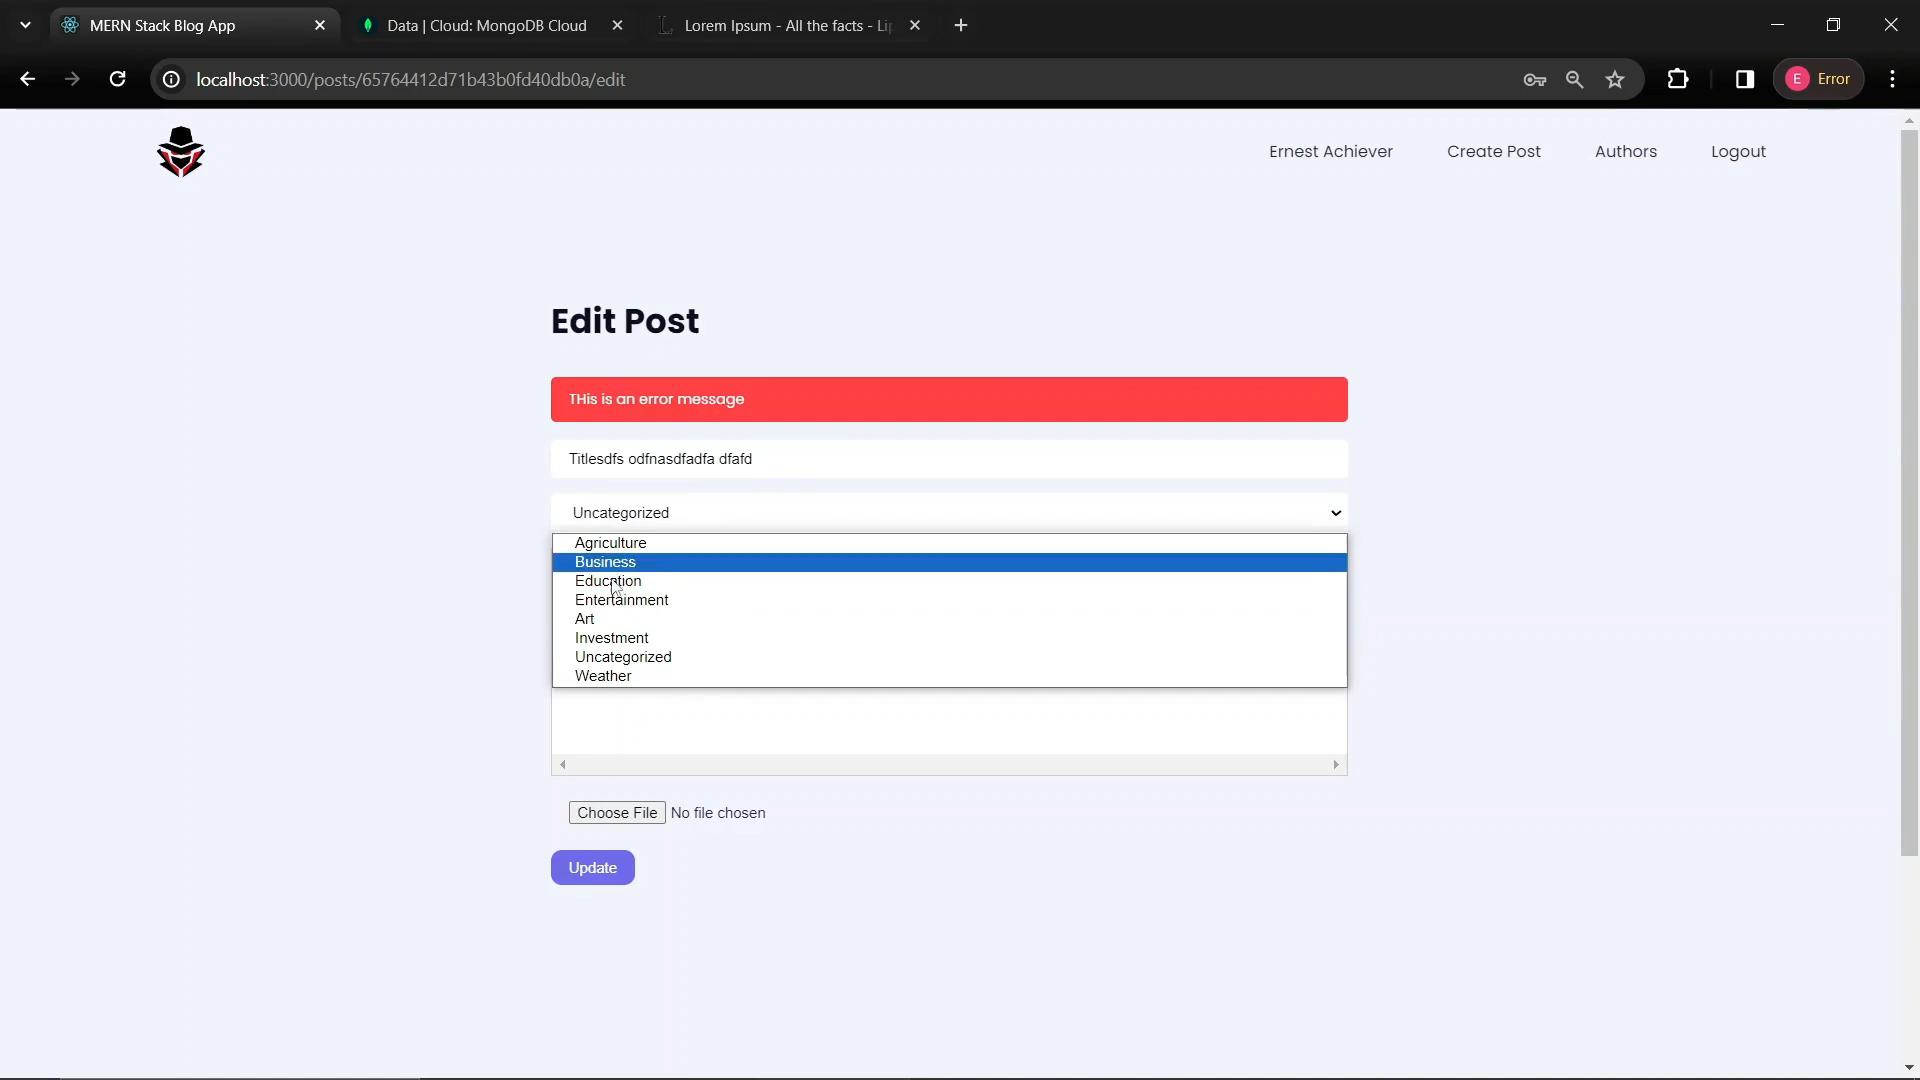 MERN Stack Blog App
Data | Cloud: MongoDB Cloud
Lorem Ipsum - All the facts - Li
localhost:3000/posts/65764412d71b43b0fd40db0a/edit
E Error
Ernest Achiever
Create Post
Authors
Logout
Edit Post
THis is an error message
Titlesdfs odfnasdfadfa dfafd
Uncategorized
Agriculture
Business
Education
Entertainment
Art
Investment
Uncategorized
Weather
Choose File No file chosen
Update